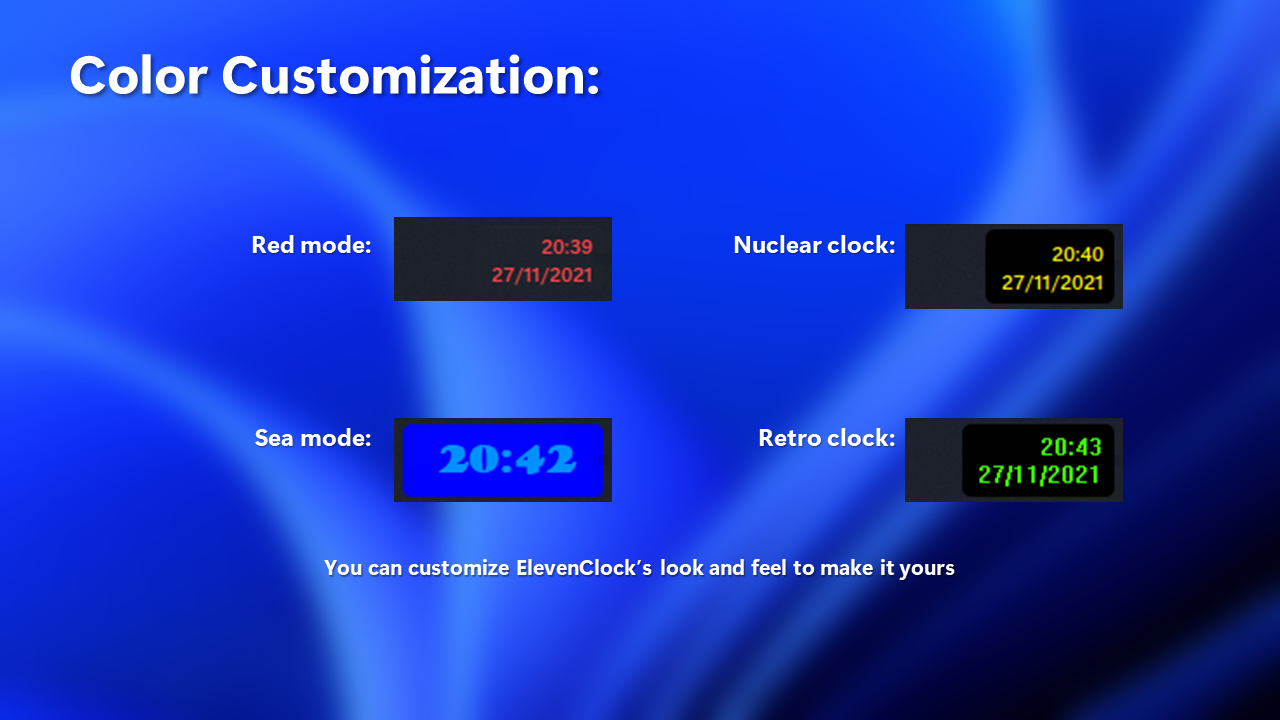 Color Customization:
Red mode:
20:39
27/11/2021
Nuclear clock:
20:40
27/11/2021
Sea mode:
20:42
Retro clock:
20:43
27/11/2021
You can customize ElevenClock’s look and feel to make it yours